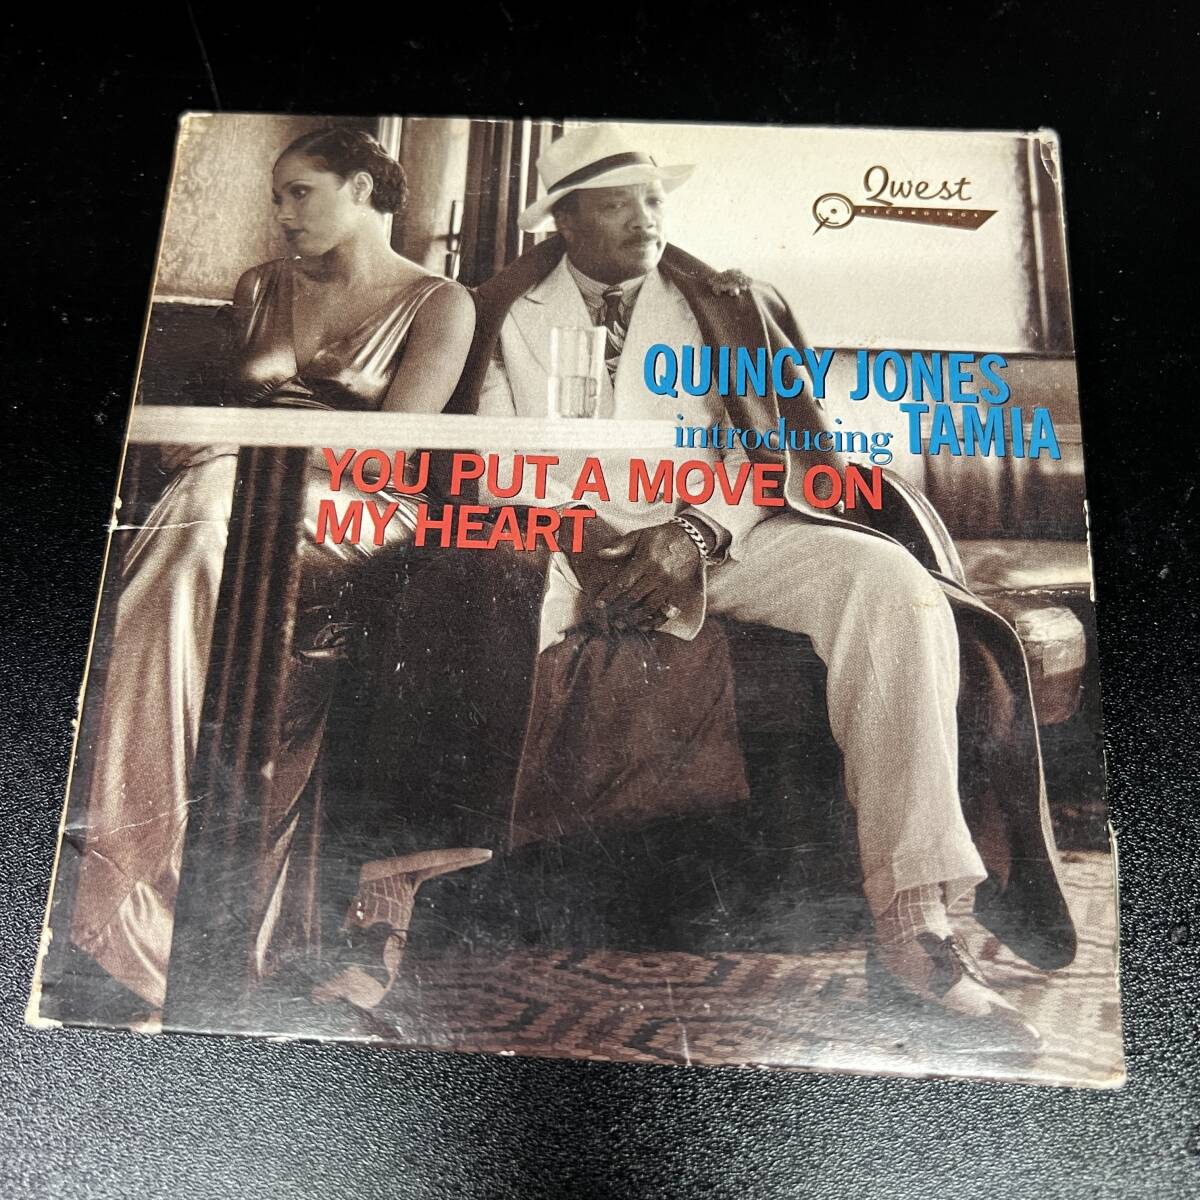 Qwest
RECORDINGS
QUINCY JONES
introducing TAMIA
YOU PUT A MOVE ON
MY HEART